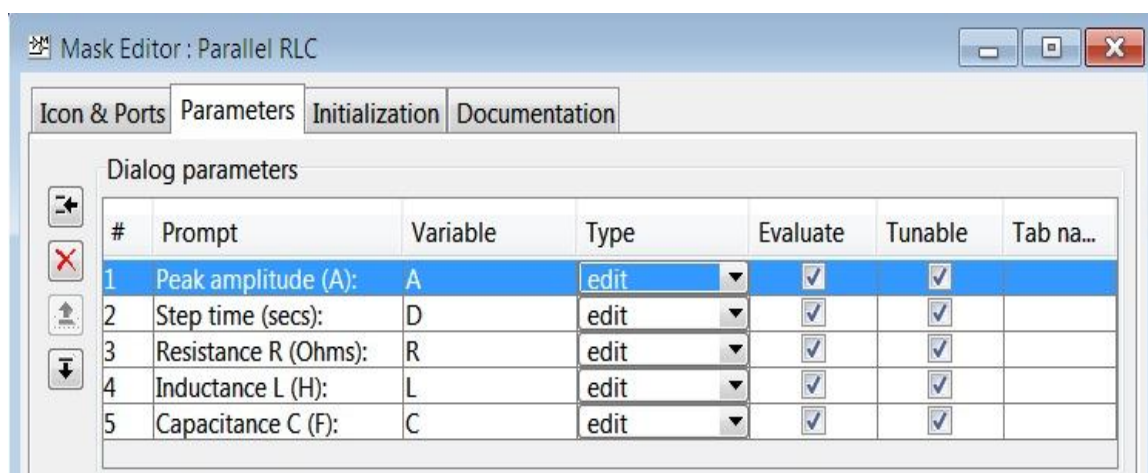 Mask Editor : Parallel RLC
Icon & Ports Parameters Initialization Documentation
Dialog parameters
# Prompt Variable Type Evaluate Tunable Tab na...
1 Peak amplitude (A): A edit
2 Step time (secs): D edit
3 Resistance R (Ohms): R edit
4 Inductance L (H): L edit
5 Capacitance C (F): C edit